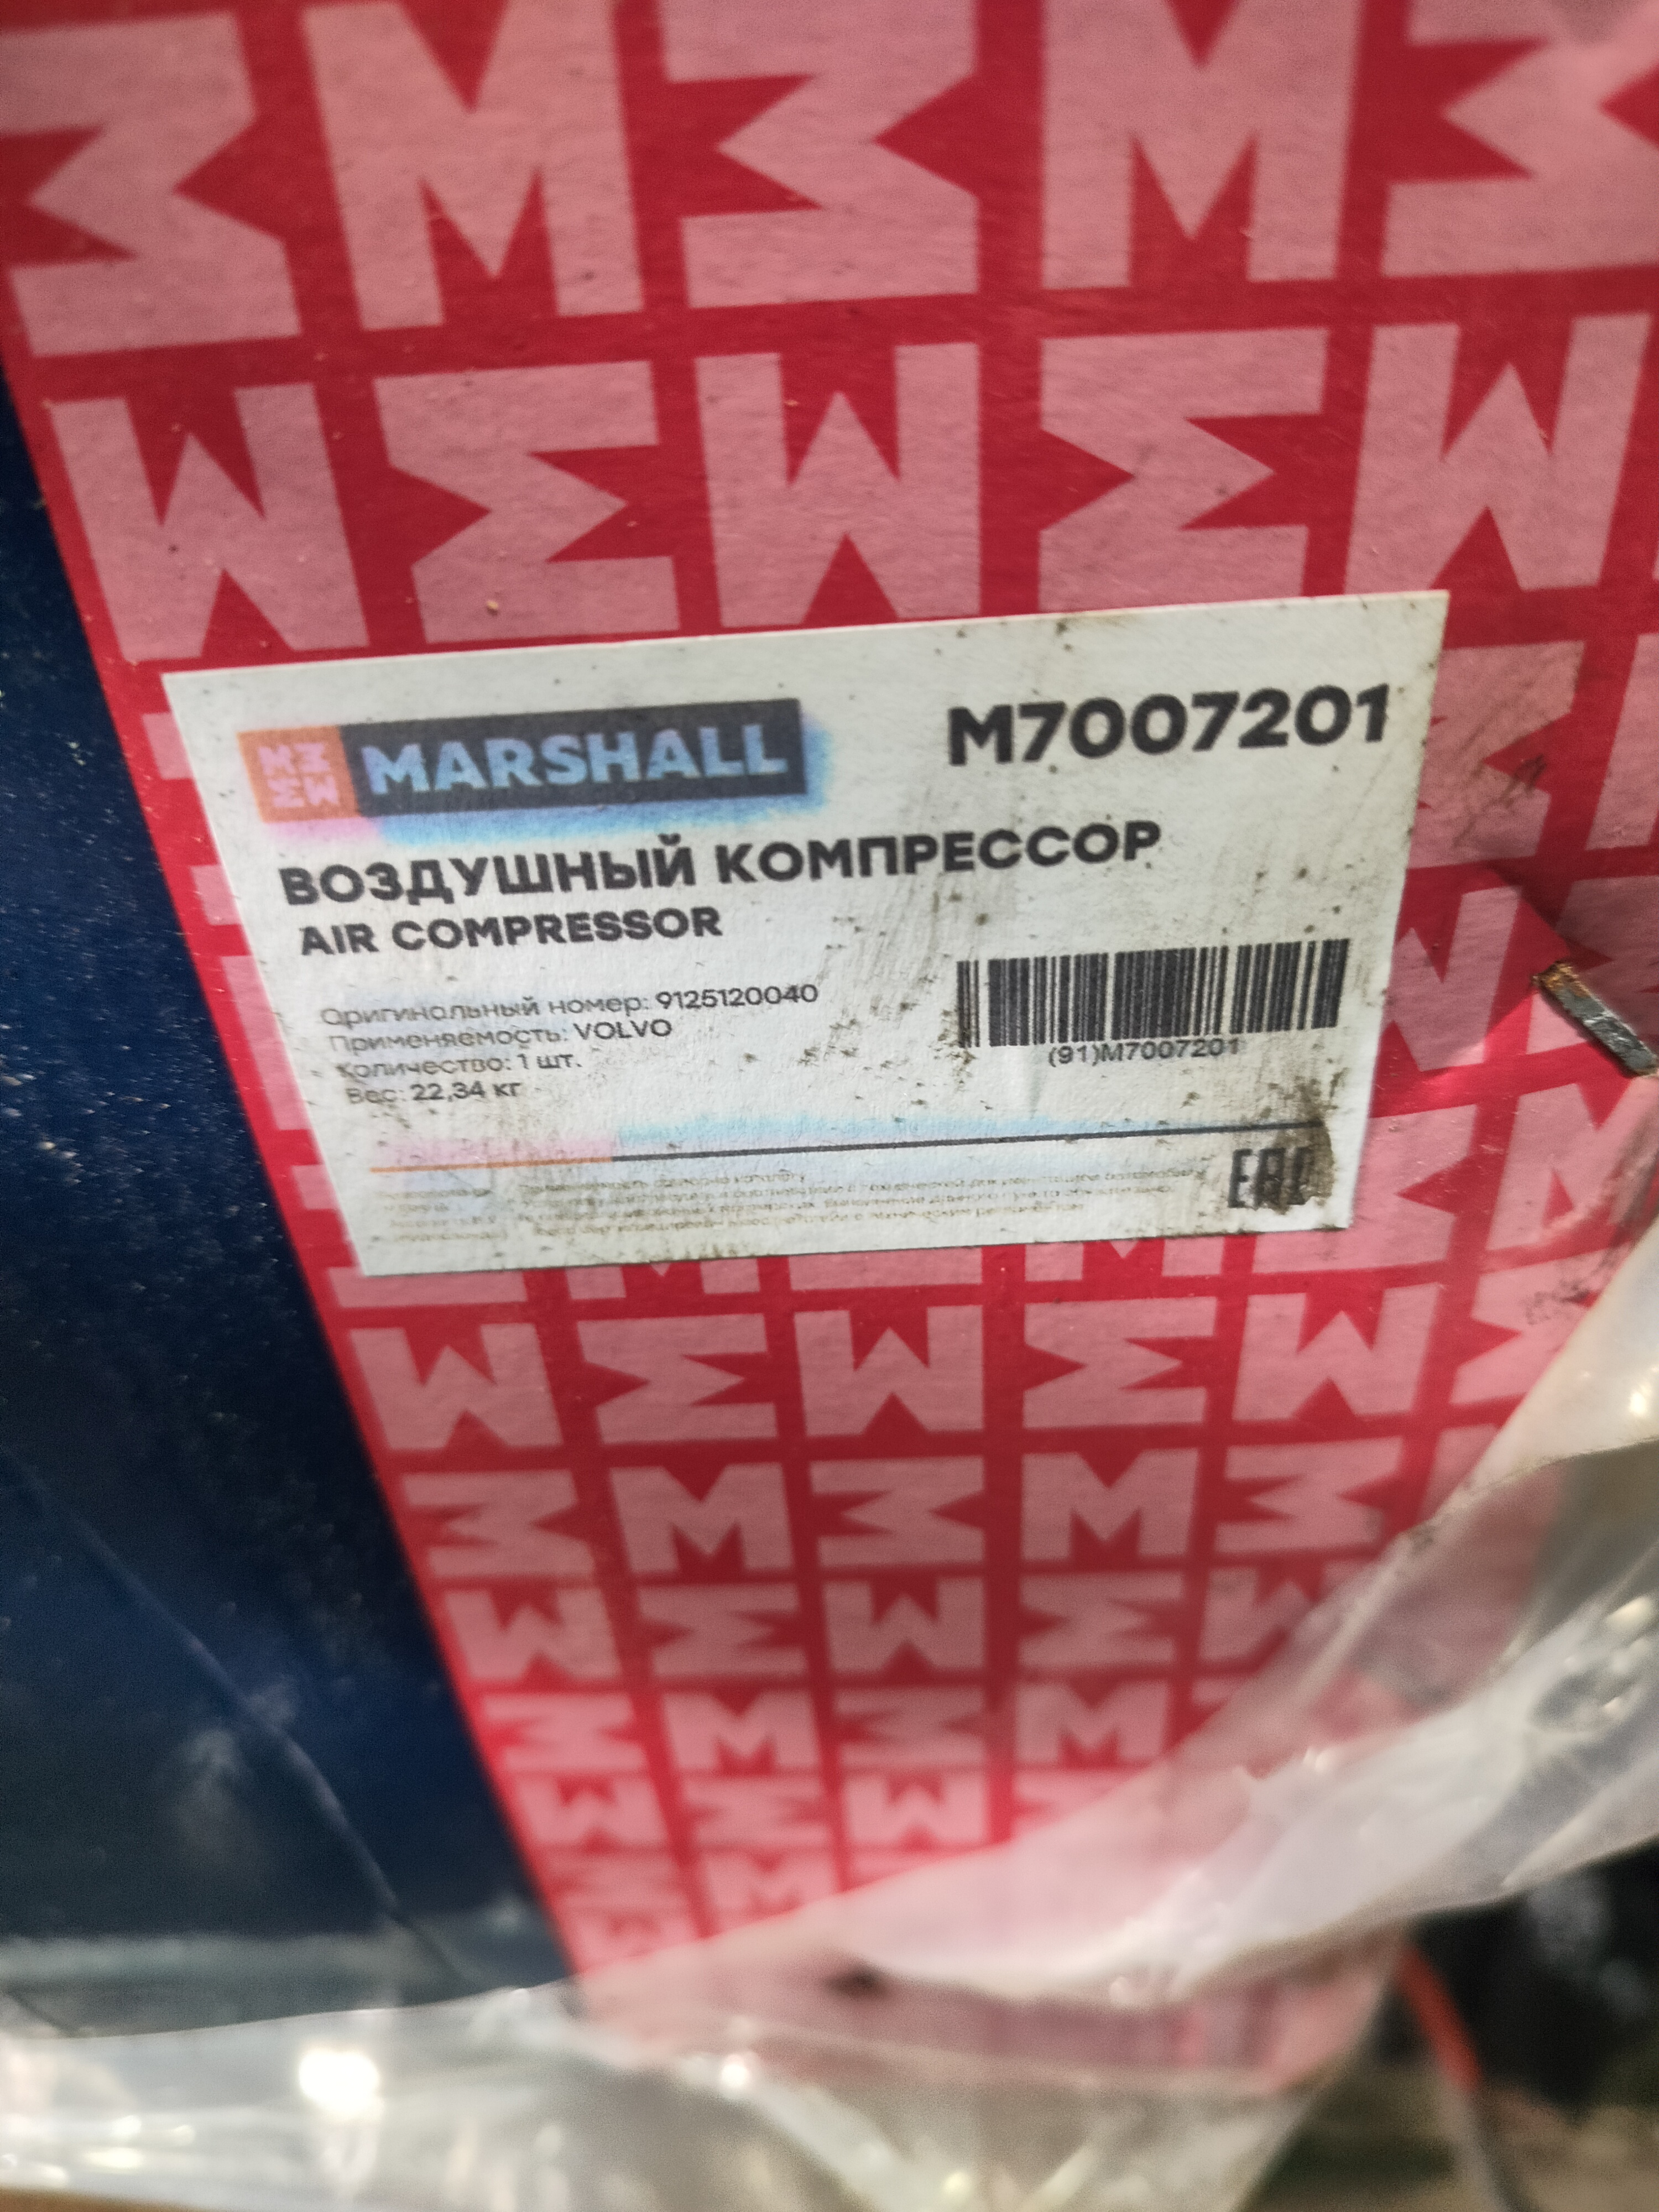 MARSHALL
M7007201
ВОЗДУШНЫЙ КОМПРЕССОР
AIR COMPRESSOR
Оригинальный номер: 9125120040
Применяемость: VOLVO
Количество: 1 шт.
Вес: 22,34 кг
(91)M7007201
EAC